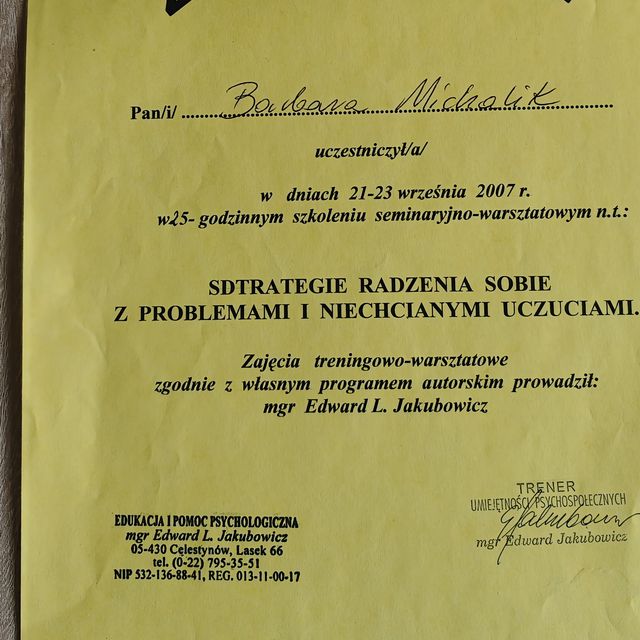 Pan/i/ Barbara Michalik
uczestniczył/a/
w dniach 21-23 września 2007 r.
w25- godzinnym szkoleniu seminaryjno-warsztatowym n.t.:
SDTRATEGIE RADZENIA SOBIE
Z PROBLEMAMI I NIECHCIANYMI UCZUCIAMI.
Zajęcia treningowo-warsztatowe
zgodnie z własnym programem autorskim prowadził:
mgr Edward L. Jakubowicz
TRENER
UMIEJĘTNOŚCI PSYCHOSPOŁECZNYCH
mgr Edward Jakubowicz
EDUKACJA I POMOC PSYCHOLOGICZNA
mgr Edward L. Jakubowicz
05-430 Celestynów, Lasek 66
tel. (0-22) 795-35-51
NIP 532-136-88-41, REG. 013-11-00-17